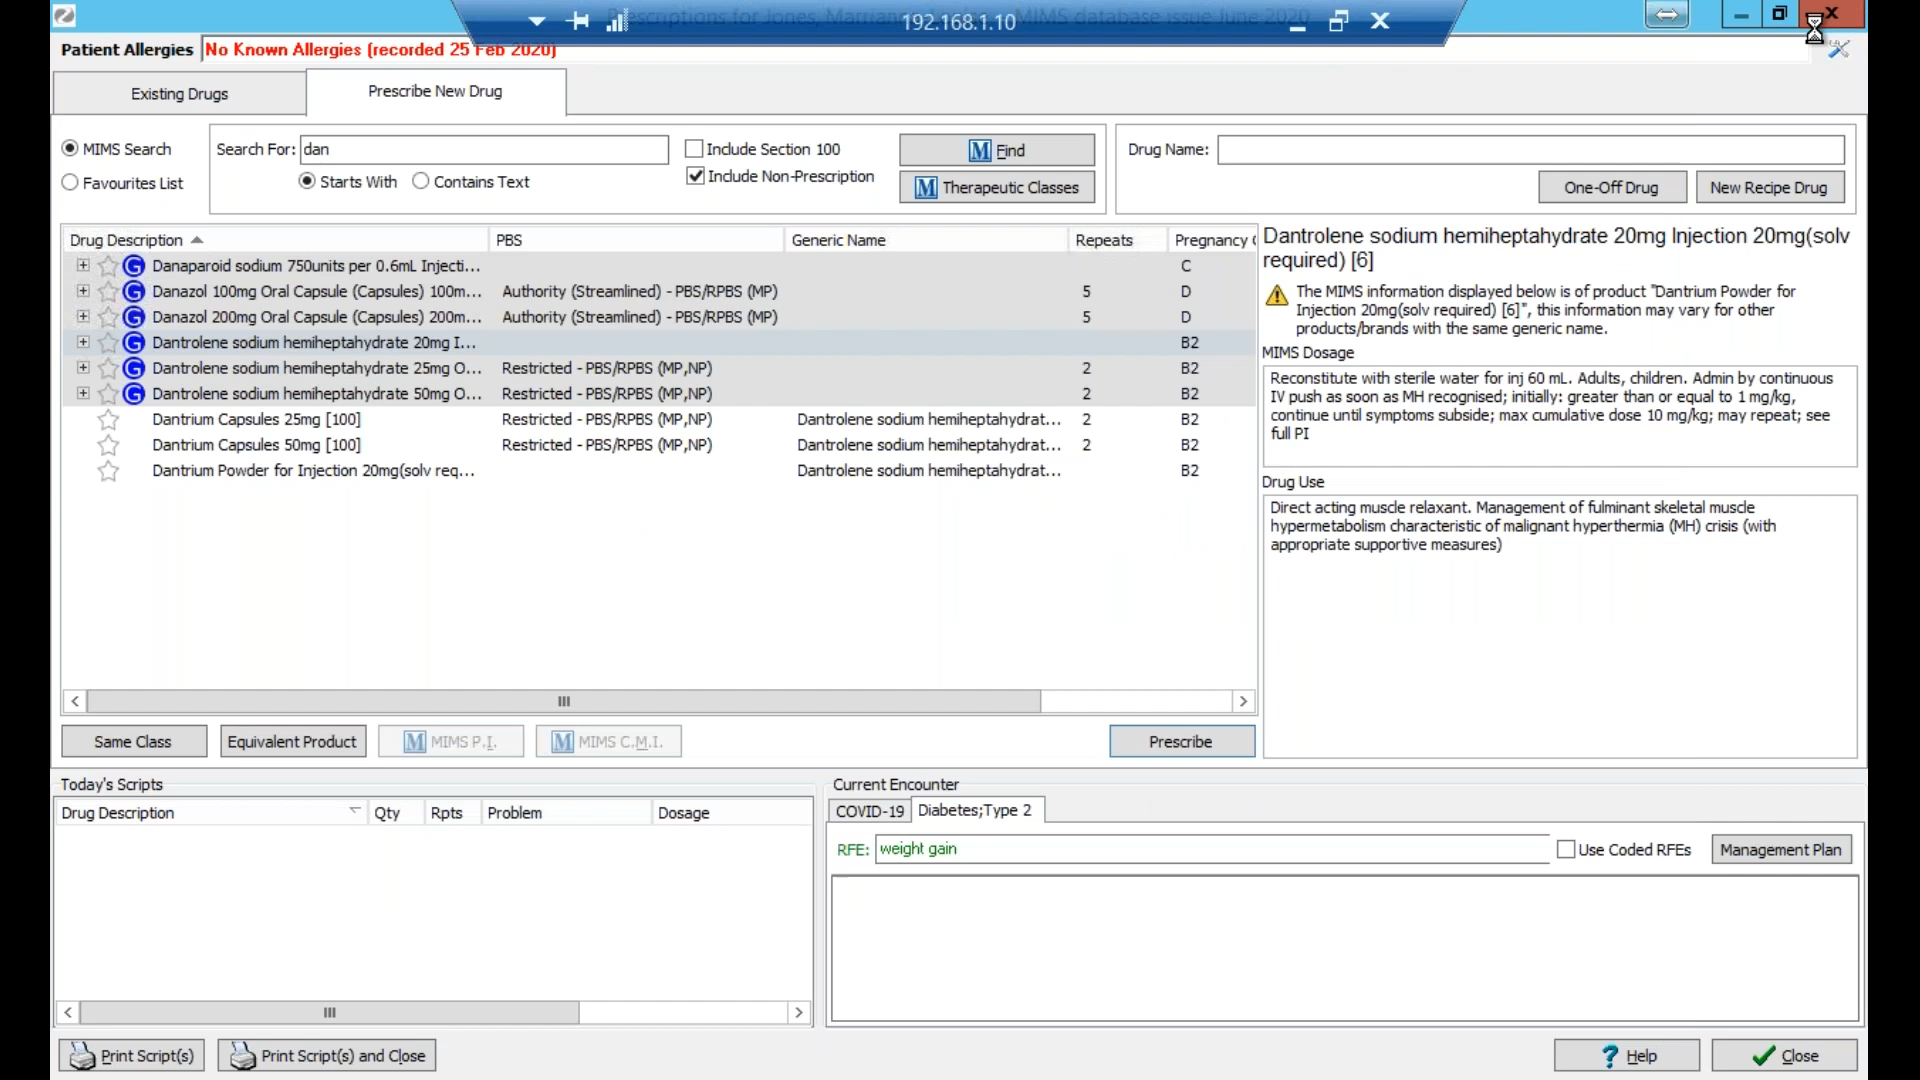 Prescriptions for Jones, Marrian MIMS database issue June 2020
192.168.1.10
Patient Allergies No Known Allergies (recorded 25 Feb 2020)
Existing Drugs Prescribe New Drug
MIMS Search Search For: dan Include Section 100 Find Drug Name:
Favourites List Starts With Contains Text Include Non-Prescription Therapeutic Classes One-Off Drug New Recipe Drug
Drug Description PBS Generic Name Repeats Pregnancy
Danaparoid sodium 750units per 0.6mL Injecti... C
Danazol 100mg Oral Capsule (Capsules) 100m... Authority (Streamlined) - PBS/RPBS (MP) 5 D
Danazol 200mg Oral Capsule (Capsules) 200m... Authority (Streamlined) - PBS/RPBS (MP) 5 D
Dantrolene sodium hemiheptahydrate 20mg I... B2
Dantrolene sodium hemiheptahydrate 25mg O... Restricted - PBS/RPBS (MP,NP) 2 B2
Dantrolene sodium hemiheptahydrate 50mg O... Restricted - PBS/RPBS (MP,NP) 2 B2
Dantrium Capsules 25mg [100] Restricted - PBS/RPBS (MP,NP) Dantrolene sodium hemiheptahydrat... 2 B2
Dantrium Capsules 50mg [100] Restricted - PBS/RPBS (MP,NP) Dantrolene sodium hemiheptahydrat... 2 B2
Dantrium Powder for Injection 20mg(solv req... Dantrolene sodium hemiheptahydrat... B2
Dantrolene sodium hemiheptahydrate 20mg Injection 20mg(solv
required) [6]
The MIMS information displayed below is of product "Dantrium Powder for
Injection 20mg(solv required) [6]", this information may vary for other
products/brands with the same generic name.
MIMS Dosage
Reconstitute with sterile water for inj 60 mL. Adults, children. Admin by continuous
IV push as soon as MH recognised; initially: greater than or equal to 1 mg/kg,
continue until symptoms subside; max cumulative dose 10 mg/kg; may repeat; see
full PI
Drug Use
Direct acting muscle relaxant. Management of fulminant skeletal muscle
hypermetabolism characteristic of malignant hyperthermia (MH) crisis (with
appropriate supportive measures)
Same Class Equivalent Product MIMS P.I. MIMS C.M.I. Prescribe
Today's Scripts
Drug Description Qty Rpts Problem Dosage
Current Encounter
COVID-19 Diabetes;Type 2
RFE: weight gain Use Coded RFEs Management Plan
Print Script(s) Print Script(s) and Close Help Close